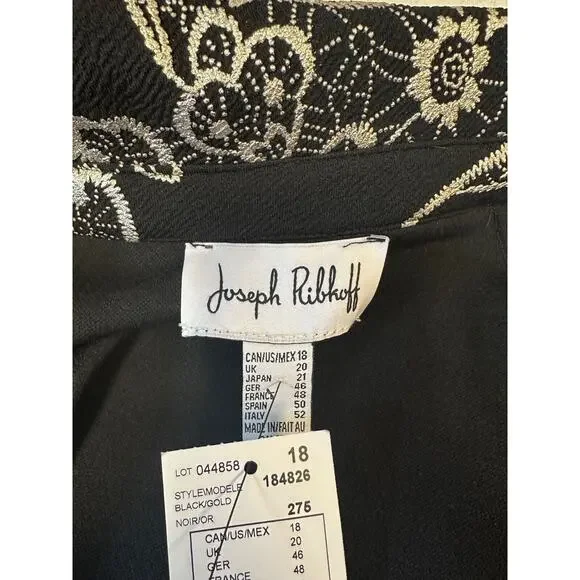 Joseph Ribkoff
CAN/US/MEX 18
UK 20
JAPAN 21
GER 46
FRANCE 48
SPAIN 50
ITALY 52
MADE IN/FAIT AU
LOT 044858 18
STYLE\MODELE 184826
BLACK/GOLD
NOIR/OR 275
CAN/US/MEX 18
UK 20
GER 46
FRANCE 48